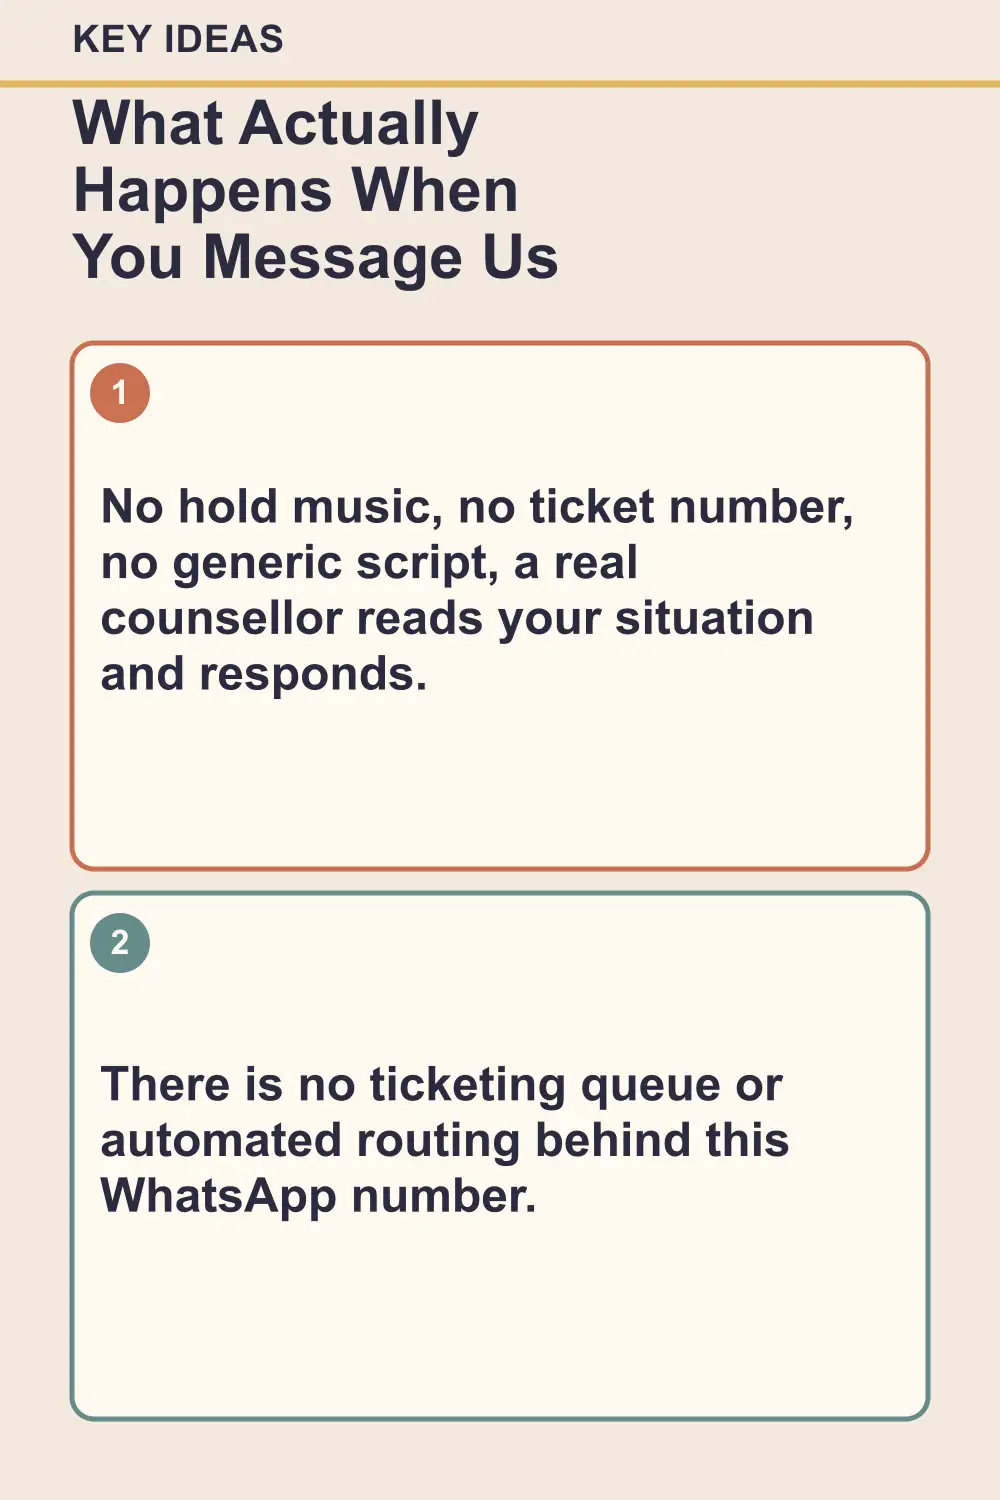 KEY IDEAS
What Actually
Happens When
You Message Us
1
No hold music, no ticket number,
no generic script, a real
counsellor reads your situation
and responds.
2
There is no ticketing queue or
automated routing behind this
WhatsApp number.